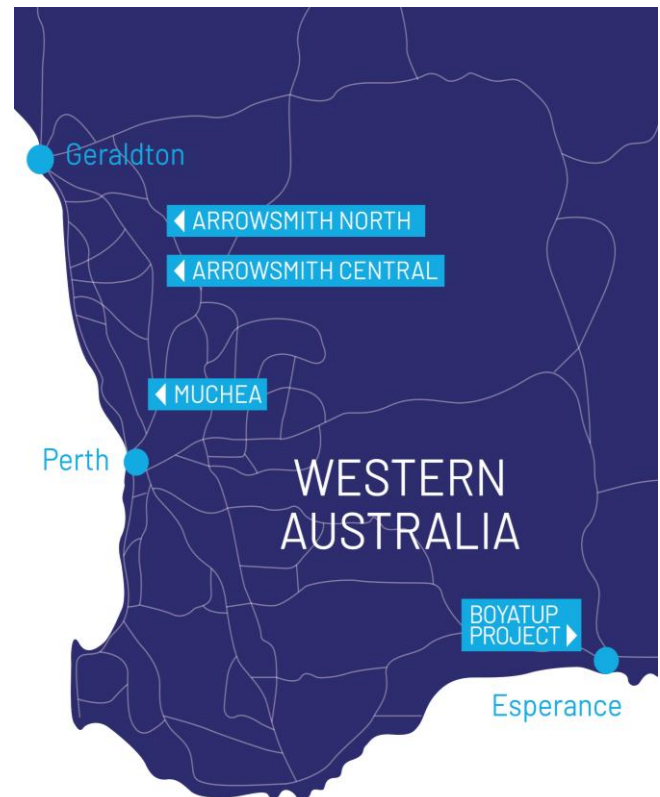 Geraldton
ARROWSMITH NORTH
ARROWSMITH CENTRAL
MUCHEA
Perth
WESTERN
AUSTRALIA
BOYATUP
PROJECT
Esperance